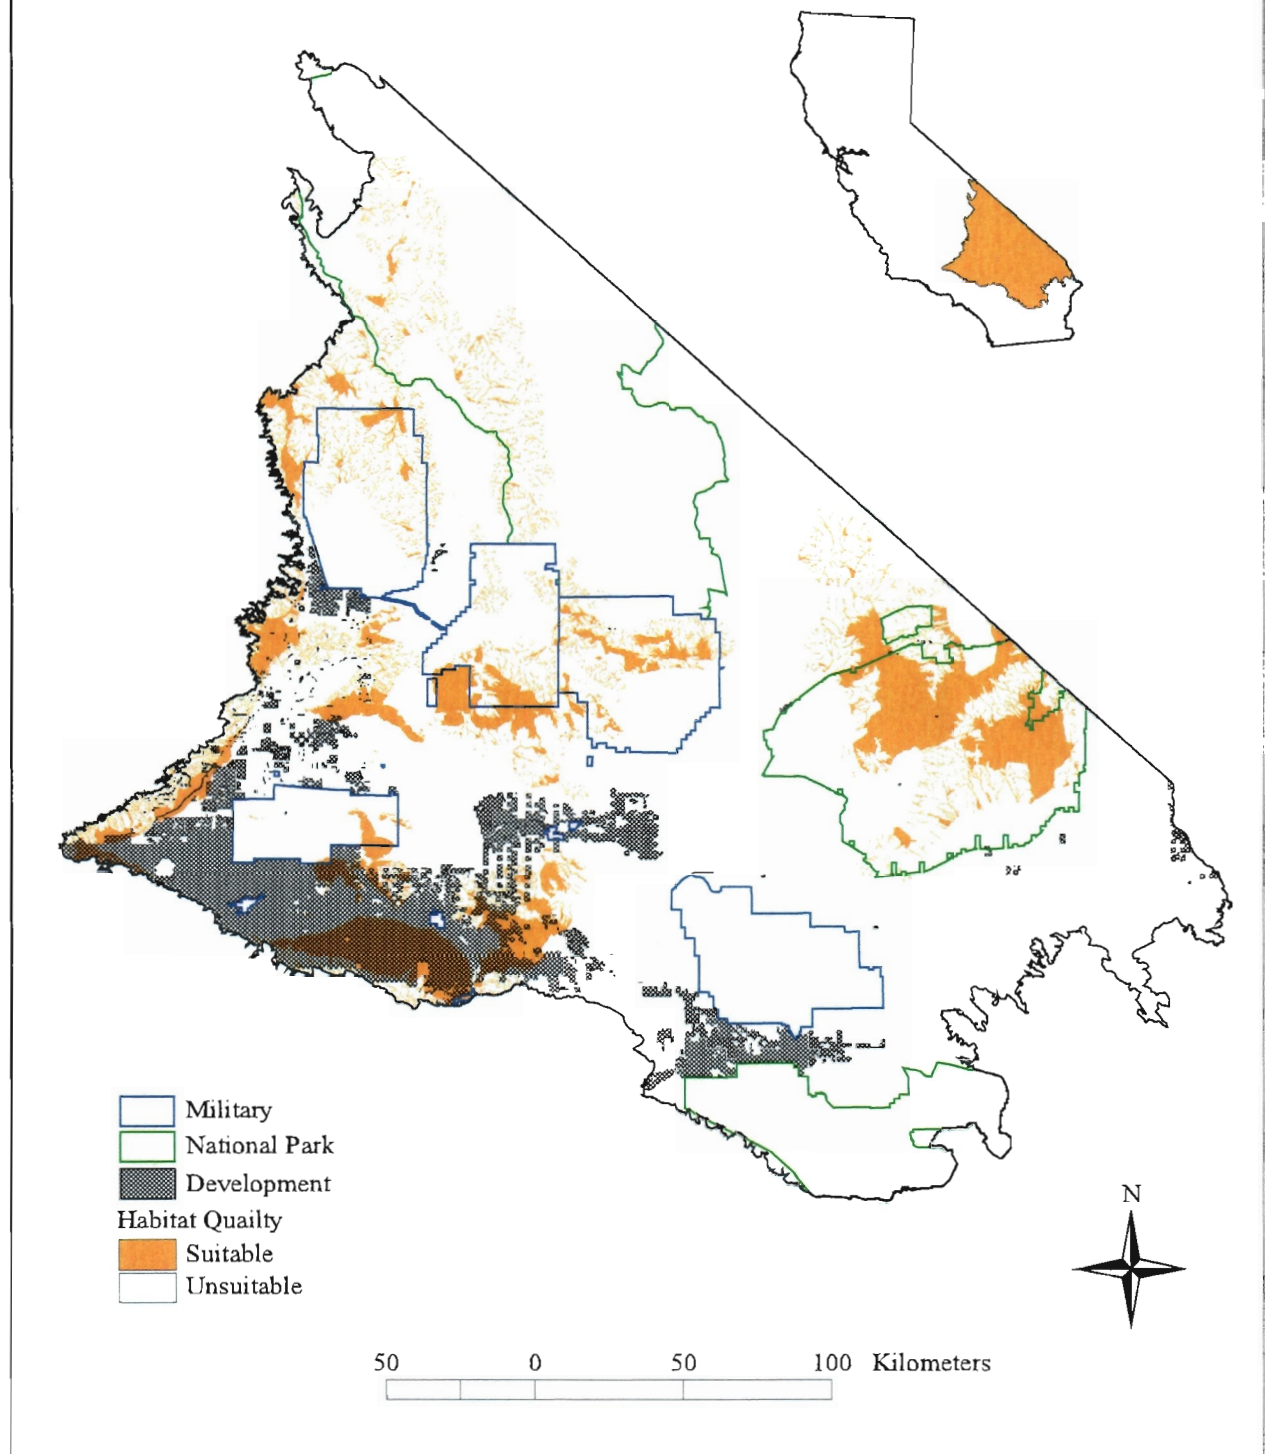 Military
National Park
Development
Habitat Quailty
Suitable
Unsuitable
N
50 0 50 100 Kilometers